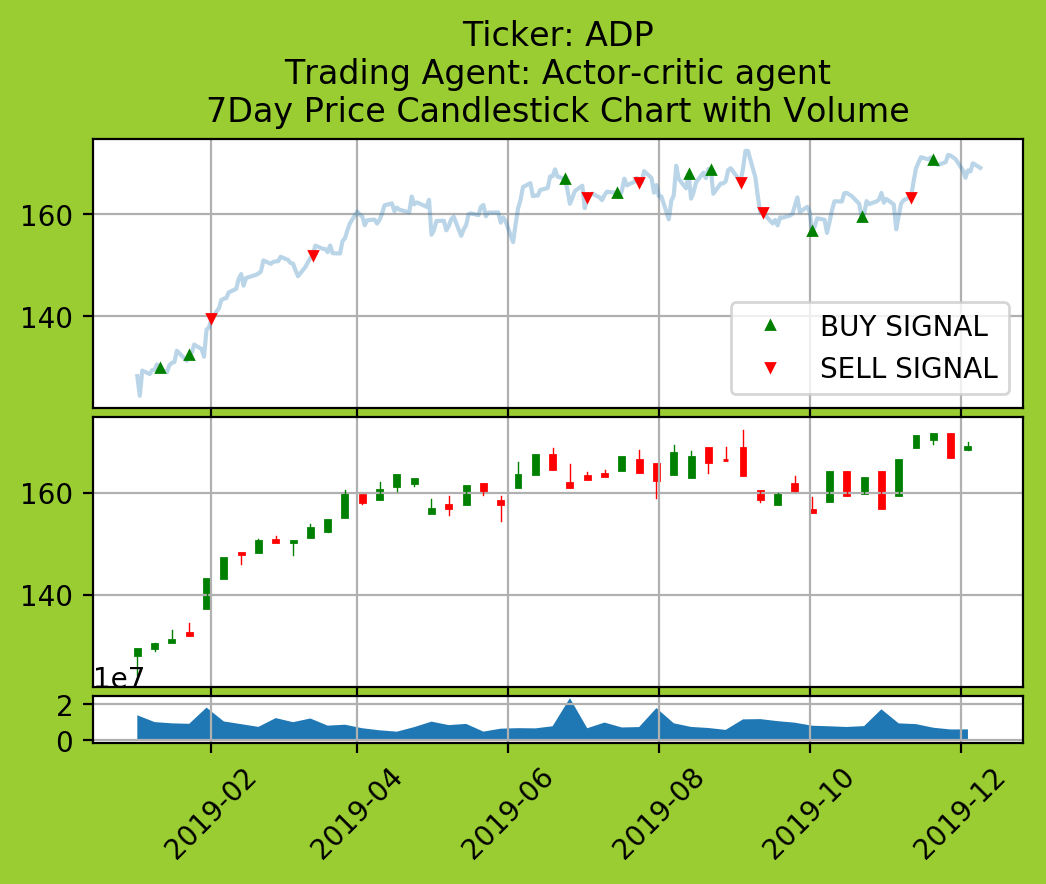 Ticker: ADP
Trading Agent: Actor-critic agent
7Day Price Candlestick Chart with Volume
160
140
BUY SIGNAL
SELL SIGNAL
160
140
1e7
2
0
2019-02
2019-04
2019-06
2019-08
2019-10
2019-12